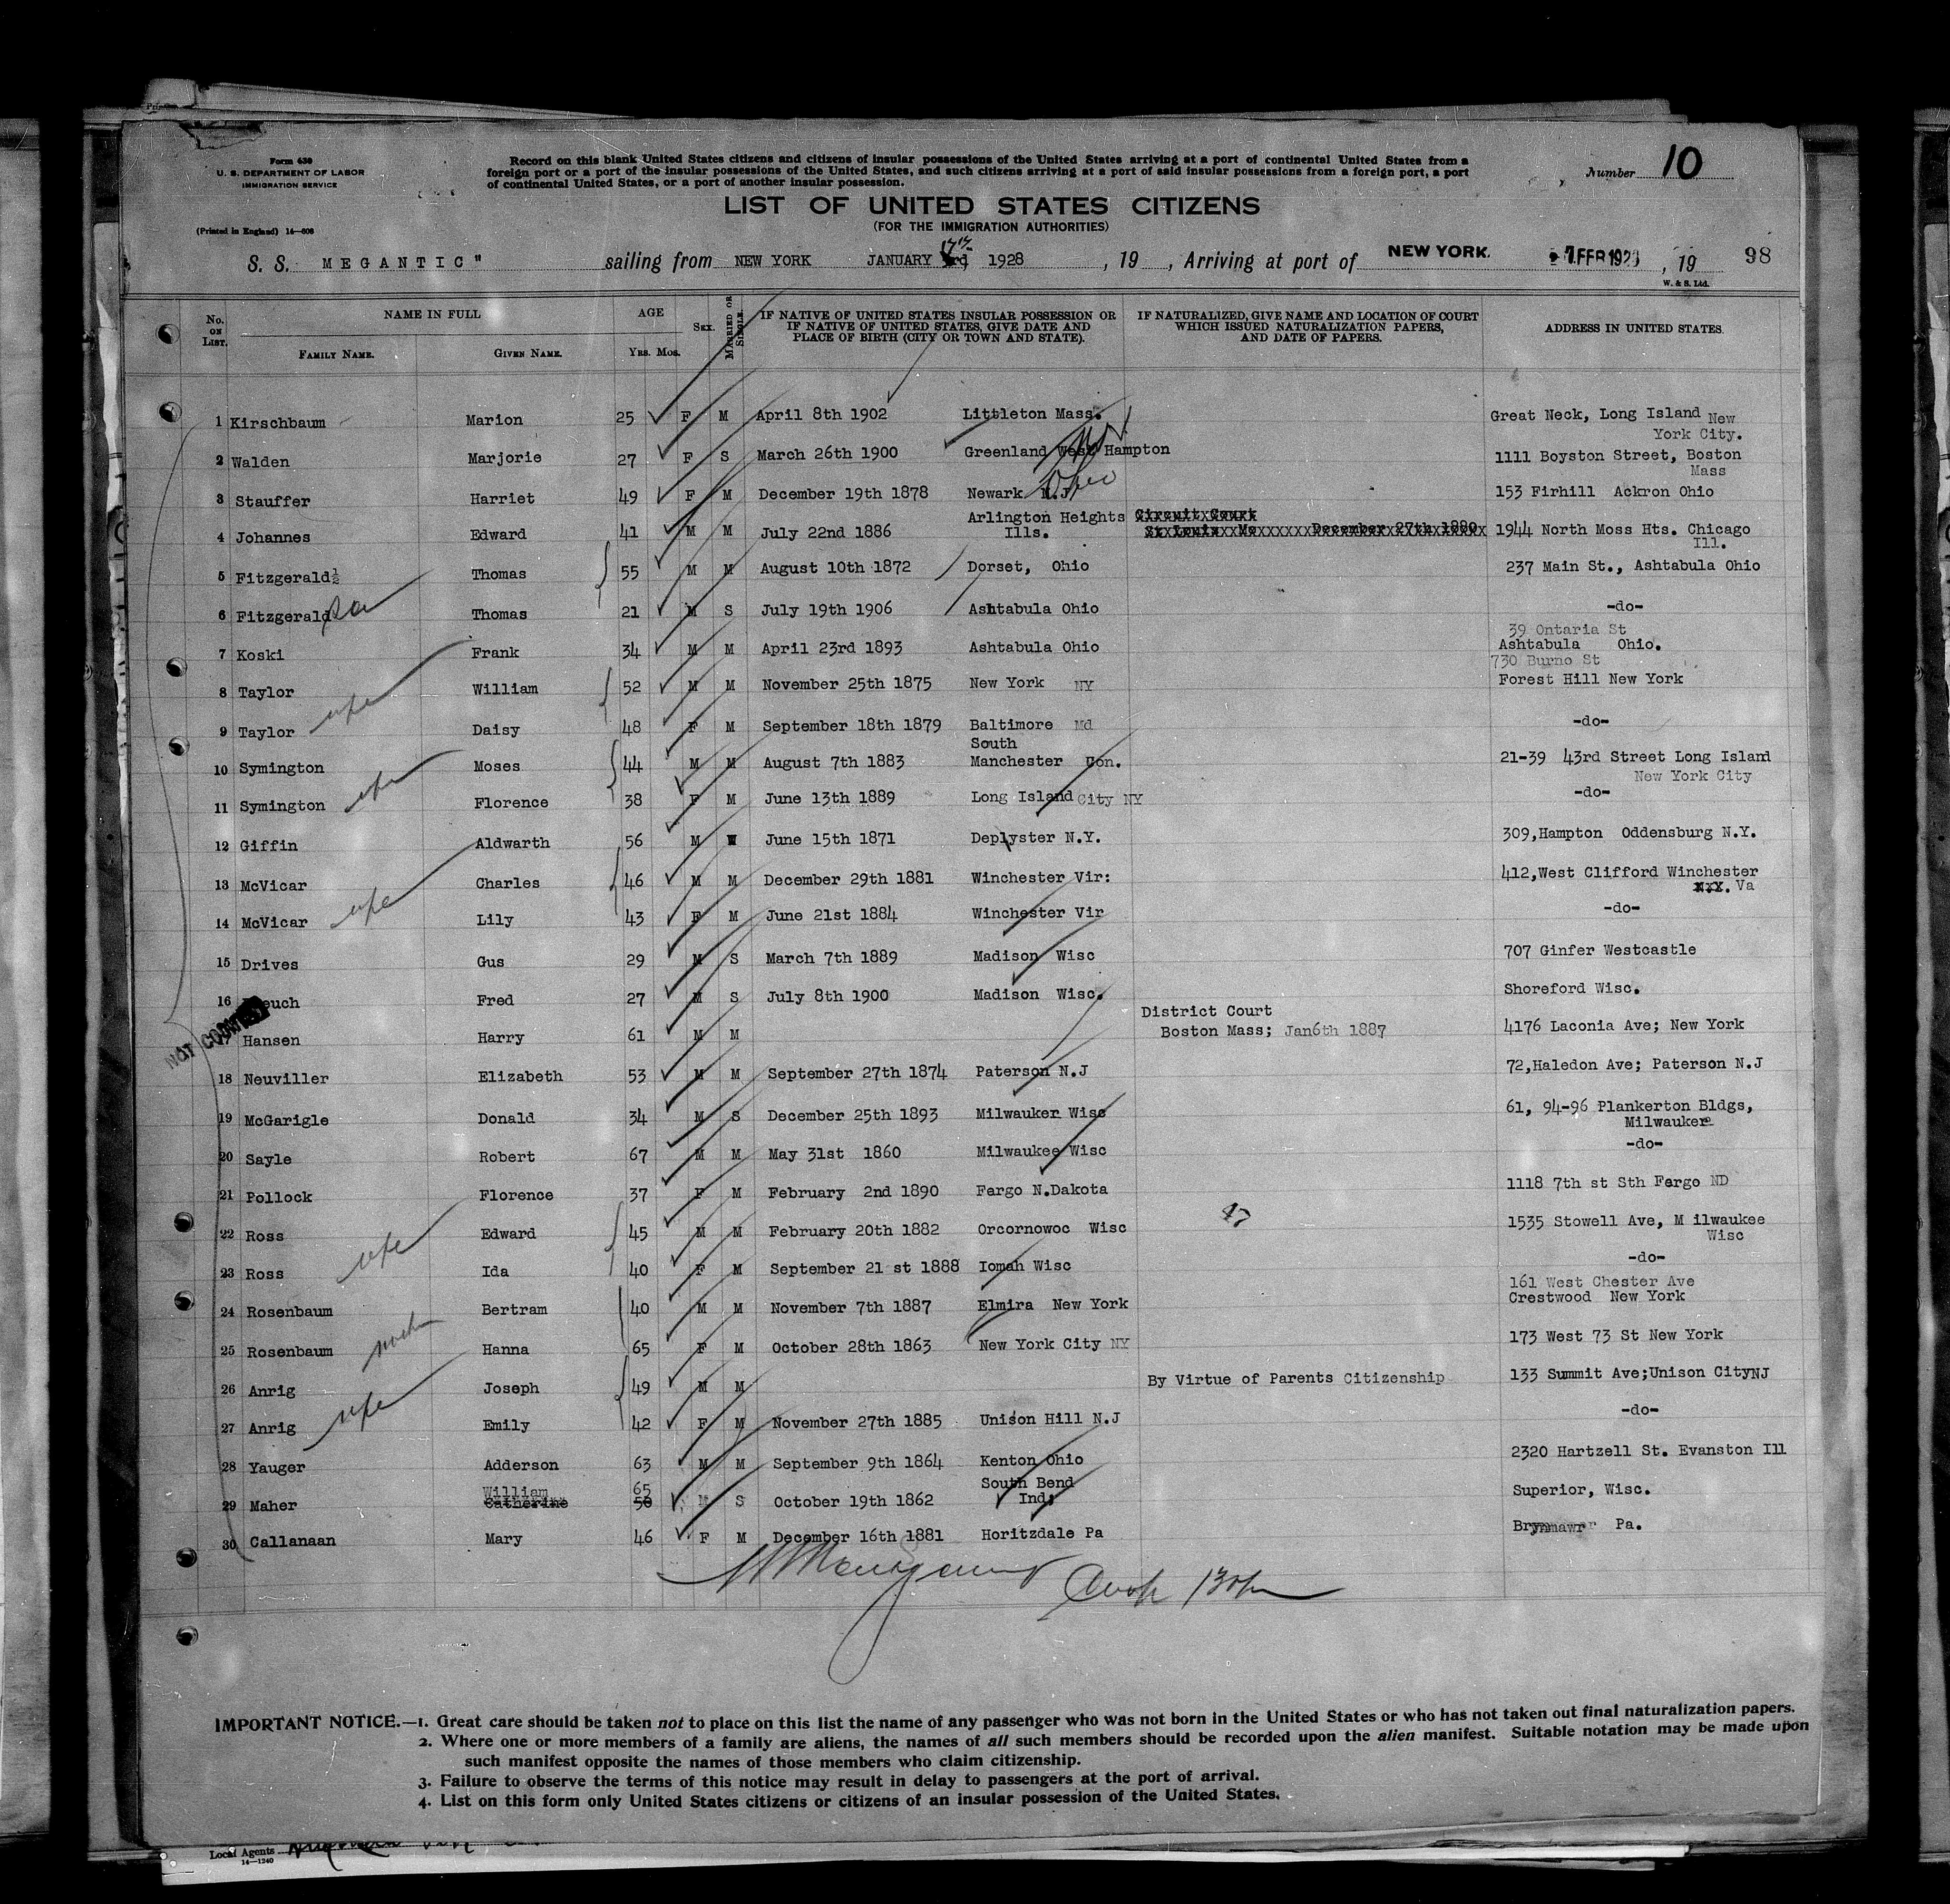 Form 630
U. S. DEPARTMENT OF LABOR
IMMIGRATION SERVICE
(Printed in England) 14—608
Record on this blank United States citizens and citizens of insular possessions of the United States arriving at a port of continental United States from a
foreign port or a port of the insular possessions of the United States, and such citizens arriving at a port of said insular possessions from a foreign port, a port
of continental United States, or a port of another insular possession.
Number 10
LIST OF UNITED STATES CITIZENS
(FOR THE IMMIGRATION AUTHORITIES)
S. S. MEGANTIC" sailing from NEW YORK JANUARY 17th 1928, 19 , Arriving at port of NEW YORK. 7 FEB 192 , 19 98
W. & S. Ltd.
No. ON LIST. NAME IN FULL FAMILY NAME. GIVEN NAME. AGE YRS. MOS. SEX. MARRIED OR SINGLE.
IF NATIVE OF UNITED STATES INSULAR POSSESSION OR
IF NATIVE OF UNITED STATES, GIVE DATE AND
PLACE OF BIRTH (CITY OR TOWN AND STATE).
IF NATURALIZED, GIVE NAME AND LOCATION OF COURT
WHICH ISSUED NATURALIZATION PAPERS,
AND DATE OF PAPERS.
ADDRESS IN UNITED STATES.
1 Kirschbaum Marion 25 F M April 8th 1902 Littleton Mass. Great Neck, Long Island New
York City.
2 Walden Marjorie 27 F S March 26th 1900 Greenland West Hampton 1111 Boyston Street, Boston
Mass
3 Stauffer Harriet 49 F M December 19th 1878 Newark N.J Ohio 153 Firhill Ackron Ohio
Arlington Heights Circuit Court
4 Johannes Edward 41 M M July 22nd 1886 Ills. St Louis Mo December 27th 1880 1944 North Moss Hts. Chicago
Ill.
5 Fitzgerald½ Thomas 55 M M August 10th 1872 Dorset, Ohio 237 Main St., Ashtabula Ohio
6 Fitzgerald Thomas 21 M S July 19th 1906 Ashtabula Ohio -do-
39 Ontaria St
7 Koski Frank 34 M M April 23rd 1893 Ashtabula Ohio Ashtabula Ohio.
730 Burno St
8 Taylor William 52 M M November 25th 1875 New York NY Forest Hill New York
9 Taylor wife Daisy 48 F M September 18th 1879 Baltimore Md -do-
South
10 Symington Moses 44 M M August 7th 1883 Manchester Con. 21-39 43rd Street Long Island
New York City
11 Symington wife Florence 38 F M June 13th 1889 Long Island City NY -do-
12 Giffin Aldwarth 56 M W June 15th 1871 Deplyster N.Y. 309,Hampton Oddensburg N.Y.
13 McVicar Charles 46 M M December 29th 1881 Winchester Vir: 412,West Clifford Winchester
N.Y. Va
14 McVicar wife Lily 43 F M June 21st 1884 Winchester Vir -do-
15 Drives Gus 29 M S March 7th 1889 Madison Wisc 707 Ginfer Westcastle
16 Fred 27 M S July 8th 1900 Madison Wisc. Shoreford Wisc.
NOT COUNTED
District Court
Hansen Harry 61 M M Boston Mass; Jan6th 1887 4176 Laconia Ave; New York
18 Neuviller Elizabeth 53 M M September 27th 1874 Paterson N.J 72,Haledon Ave; Paterson N.J
19 McGarigle Donald 34 M S December 25th 1893 Milwauker Wisc 61, 94-96 Plankerton Bldgs,
Milwauker
20 Sayle Robert 67 M M May 31st 1860 Milwaukee Wisc -do-
21 Pollock Florence 37 F M February 2nd 1890 Fargo N.Dakota 1118 7th st Sth Fargo ND
22 Ross Edward 45 M M February 20th 1882 Orcornowoc Wisc 1535 Stowell Ave, M ilwaukee
Wisc
23 Ross wife Ida 40 F M September 21 st 1888 Iomah Wisc -do-
161 West Chester Ave
24 Rosenbaum Bertram 40 M M November 7th 1887 Elmira New York Crestwood New York
25 Rosenbaum mother Hanna 65 F M October 28th 1863 New York City NY 173 West 73 St New York
26 Anrig Joseph 49 M M By Virtue of Parents Citizenship 133 Summit Ave;Unison CityNJ
27 Anrig wife Emily 42 F M November 27th 1885 Unison Hill N.J -do-
28 Yauger Adderson 63 M M September 9th 1864 Kenton Ohio 2320 Hartzell St. Evanston Ill
William 65 South Bend
29 Maher Catherine 50 M S October 19th 1862 Ind; Superior, Wisc.
30 Callanaan Mary 46 F M December 16th 1881 Horitzdale Pa Brynmawr Pa.
IMPORTANT NOTICE.—1. Great care should be taken not to place on this list the name of any passenger who was not born in the United States or who has not taken out final naturalization papers.
2. Where one or more members of a family are aliens, the names of all such members should be recorded upon the alien manifest. Suitable notation may be made upon
such manifest opposite the names of those members who claim citizenship.
3. Failure to observe the terms of this notice may result in delay to passengers at the port of arrival.
4. List on this form only United States citizens or citizens of an insular possession of the United States.
Local Agents
14—1240